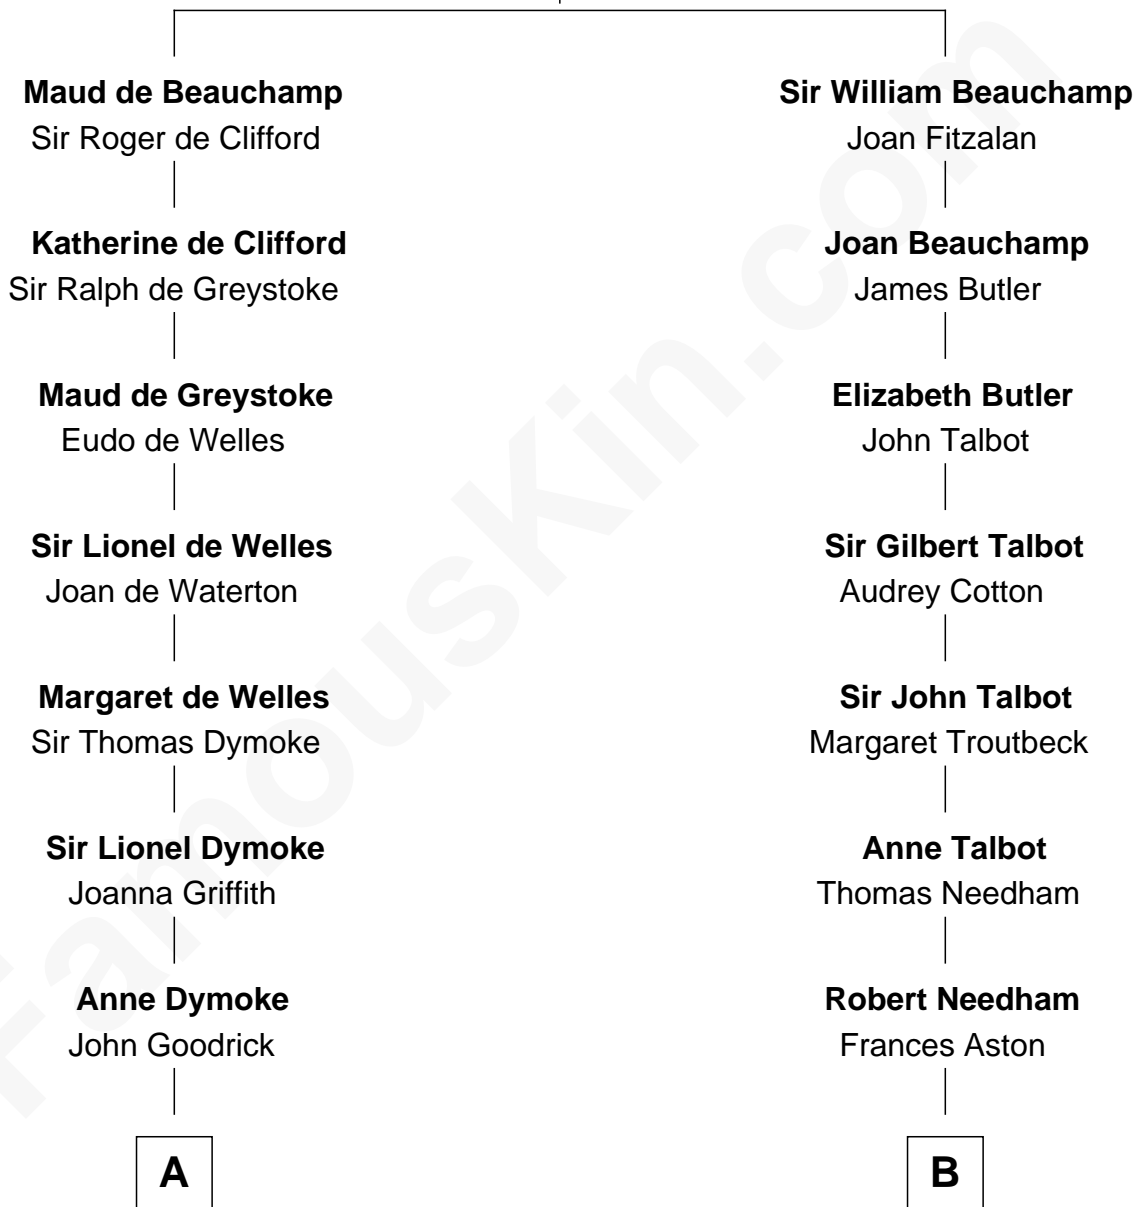 Maud de Beauchamp
Sir Roger de Clifford
Katherine de Clifford
Sir Ralph de Greystoke
Maud de Greystoke
Eudo de Welles
Sir Lionel de Welles
Joan de Waterton
Margaret de Welles
Sir Thomas Dymoke
Sir Lionel Dymoke
Joanna Griffith
Anne Dymoke
John Goodrick
A
Sir William Beauchamp
Joan Fitzalan
Joan Beauchamp
James Butler
Elizabeth Butler
John Talbot
Sir Gilbert Talbot
Audrey Cotton
Sir John Talbot
Margaret Troutbeck
Anne Talbot
Thomas Needham
Robert Needham
Frances Aston
B
FamousKin.com